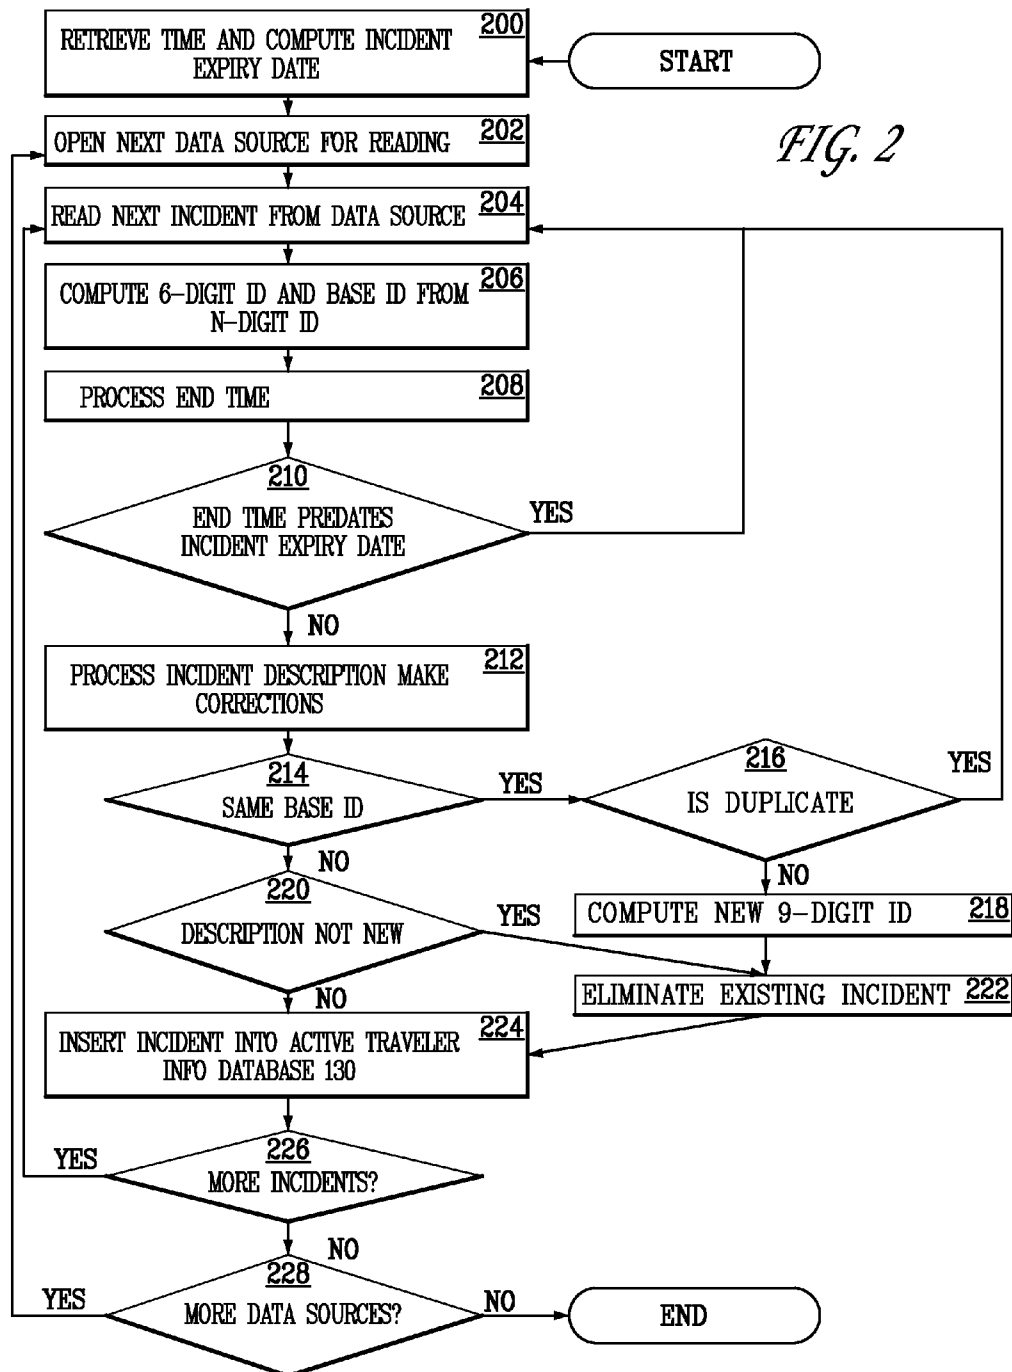 RETRIEVE TIME AND COMPUTE INCIDENT
EXPIRY DATE
200
START
OPEN NEXT DATA SOURCE FOR READING
202
FIG. 2
READ NEXT INCIDENT FROM DATA SOURCE
204
COMPUTE 6-DIGIT ID AND BASE ID FROM
N-DIGIT ID
206
PROCESS END TIME
208
210
END TIME PREDATES
INCIDENT EXPIRY DATE
YES
NO
PROCESS INCIDENT DESCRIPTION MAKE
CORRECTIONS
212
214
SAME BASE ID
YES
216
IS DUPLICATE
YES
NO
NO
220
DESCRIPTION NOT NEW
YES
COMPUTE NEW 9-DIGIT ID
218
ELIMINATE EXISTING INCIDENT
222
NO
INSERT INCIDENT INTO ACTIVE TRAVELER
INFO DATABASE 130
224
226
MORE INCIDENTS?
YES
NO
228
MORE DATA SOURCES?
YES
NO
END